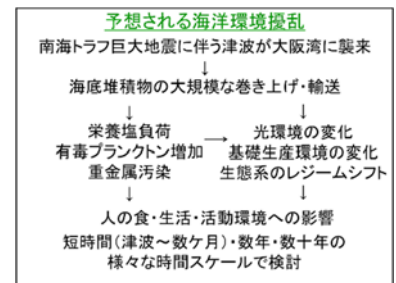 予想される海洋環境擾乱
南海トラフ巨大地震に伴う津波が大阪湾に襲来
↓
海底堆積物の大規模な巻き上げ・輸送
↓ ↓
栄養塩負荷 → 光環境の変化
有毒プランクトン増加 基礎生産環境の変化
重金属汚染 生態系のレジームシフト
↓ ↓
人の食・生活・活動環境への影響
短時間(津波～数ケ月)・数年・数十年の
様々な時間スケールで検討